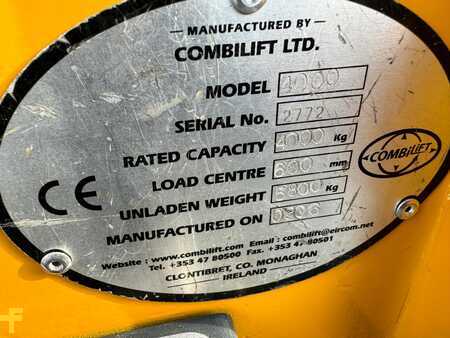 MANUFACTURED BY
COMBILIFT LTD.
MODEL 4000
SERIAL No. 2772
RATED CAPACITY 4000 Kg
LOAD CENTRE 600 mm
UNLADEN WEIGHT Kg
MANUFACTURED ON 0306
CE
COMBiLiFT
Website : www.combilift.com Email : combilift@eircom.net
Tel. +353 47 80500 Fax. +353 47 80501
CLONTIBRET, CO. MONAGHAN
IRELAND